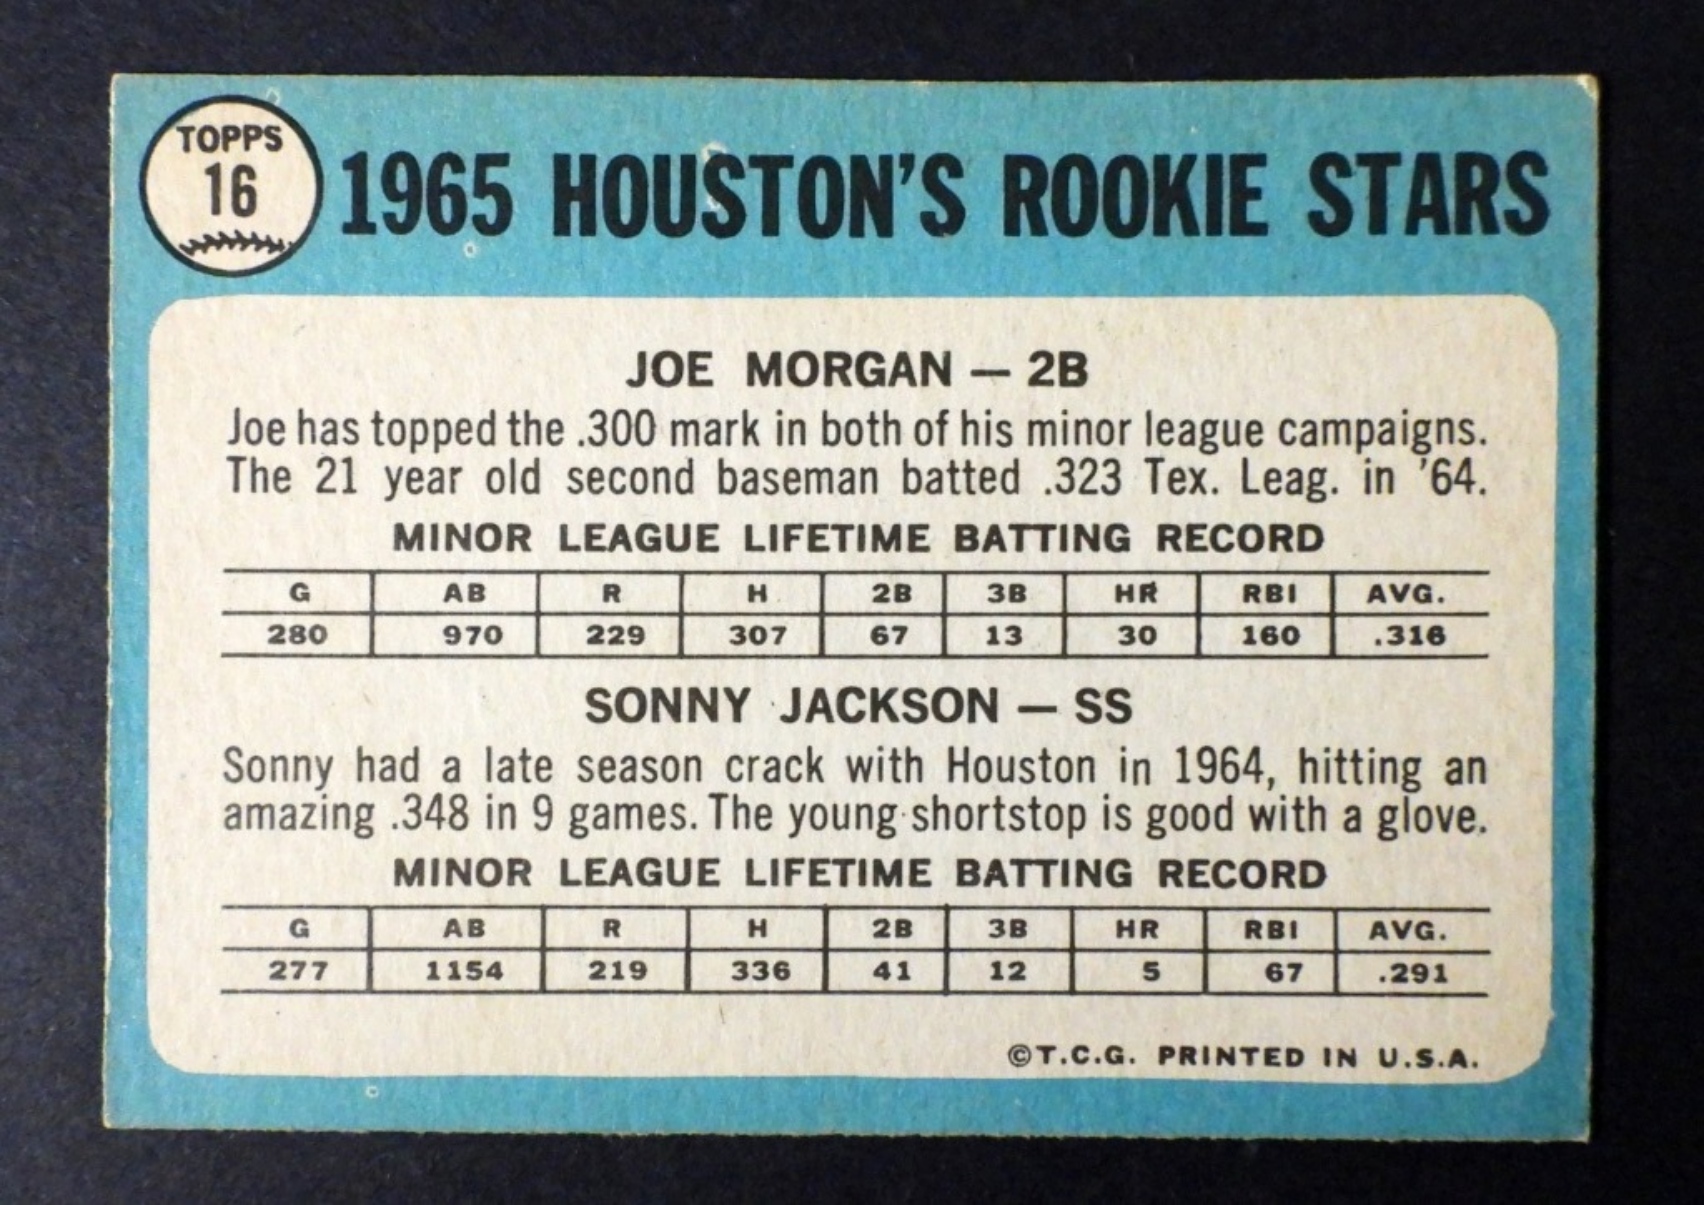 TOPPS
16
1965 HOUSTON'S ROOKIE STARS
JOE MORGAN — 2B
Joe has topped the .300 mark in both of his minor league campaigns.
The 21 year old second baseman batted .323 Tex. Leag. in '64.
MINOR LEAGUE LIFETIME BATTING RECORD
G AB R H 2B 3B HR RBI AVG.
280 970 229 307 67 13 30 160 .316
SONNY JACKSON — SS
Sonny had a late season crack with Houston in 1964, hitting an
amazing .348 in 9 games. The young shortstop is good with a glove.
MINOR LEAGUE LIFETIME BATTING RECORD
G AB R H 2B 3B HR RBI AVG.
277 1154 219 336 41 12 5 67 .291
©T.C.G. PRINTED IN U.S.A.